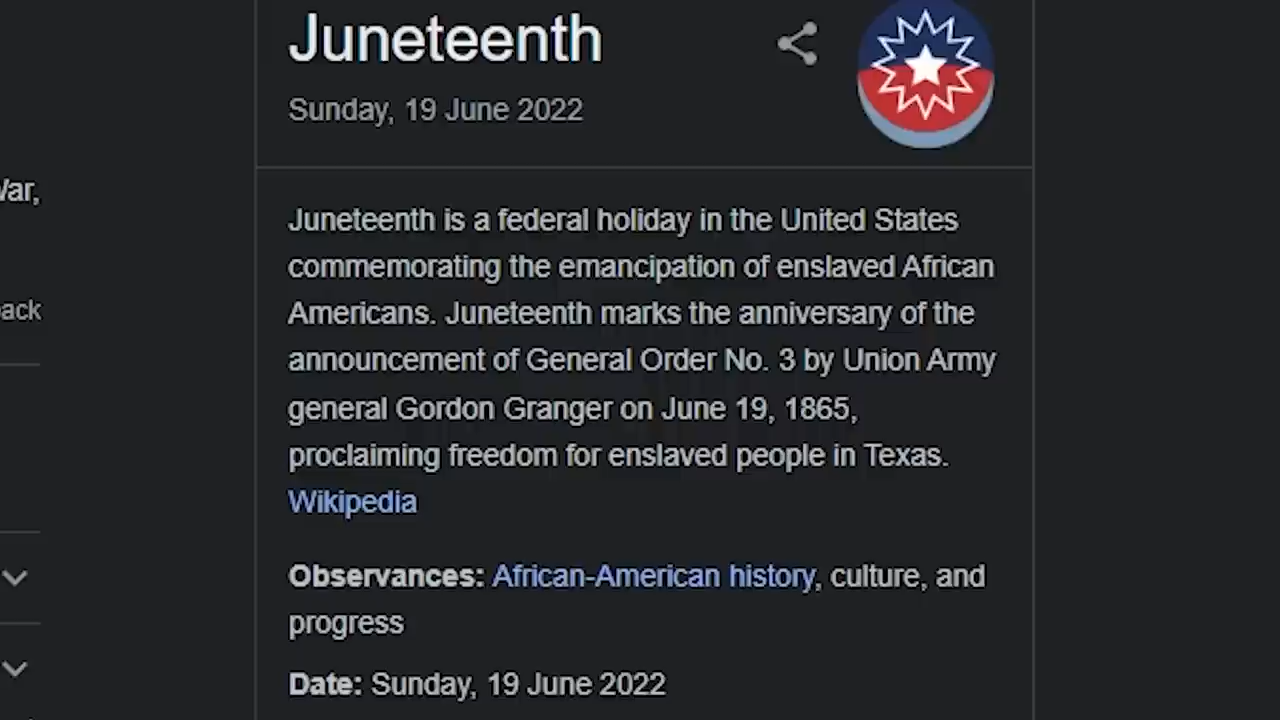 Juneteenth
Sunday, 19 June 2022
War,
Juneteenth is a federal holiday in the United States
commemorating the emancipation of enslaved African
Americans. Juneteenth marks the anniversary of the
announcement of General Order No. 3 by Union Army
general Gordon Granger on June 19, 1865,
proclaiming freedom for enslaved people in Texas.
Wikipedia
Observances: African-American history, culture, and
progress
Date: Sunday, 19 June 2022